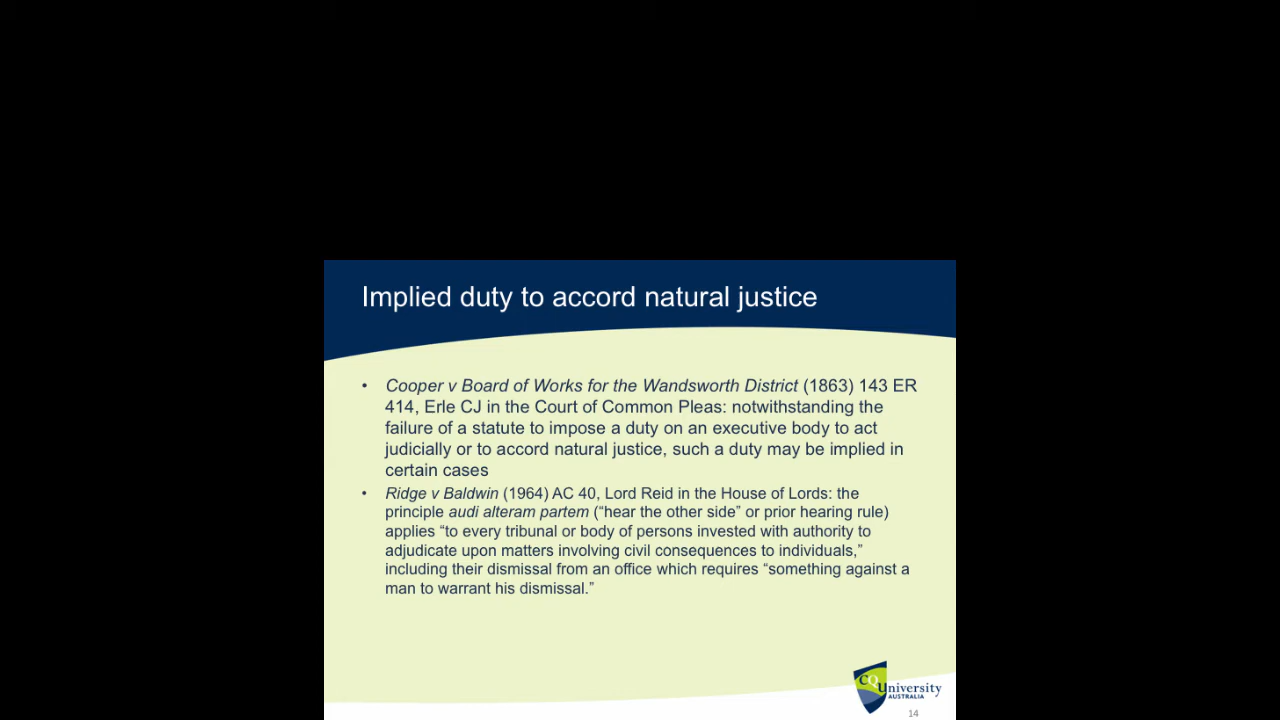 Implied duty to accord natural justice
• Cooper v Board of Works for the Wandsworth District (1863) 143 ER
414, Erle CJ in the Court of Common Pleas: notwithstanding the
failure of a statute to impose a duty on an executive body to act
judicially or to accord natural justice, such a duty may be implied in
certain cases
• Ridge v Baldwin (1964) AC 40, Lord Reid in the House of Lords: the
principle audi alteram partem (“hear the other side” or prior hearing rule)
applies “to every tribunal or body of persons invested with authority to
adjudicate upon matters involving civil consequences to individuals,”
including their dismissal from an office which requires “something against a
man to warrant his dismissal.”
CQUniversity
AUSTRALIA
14